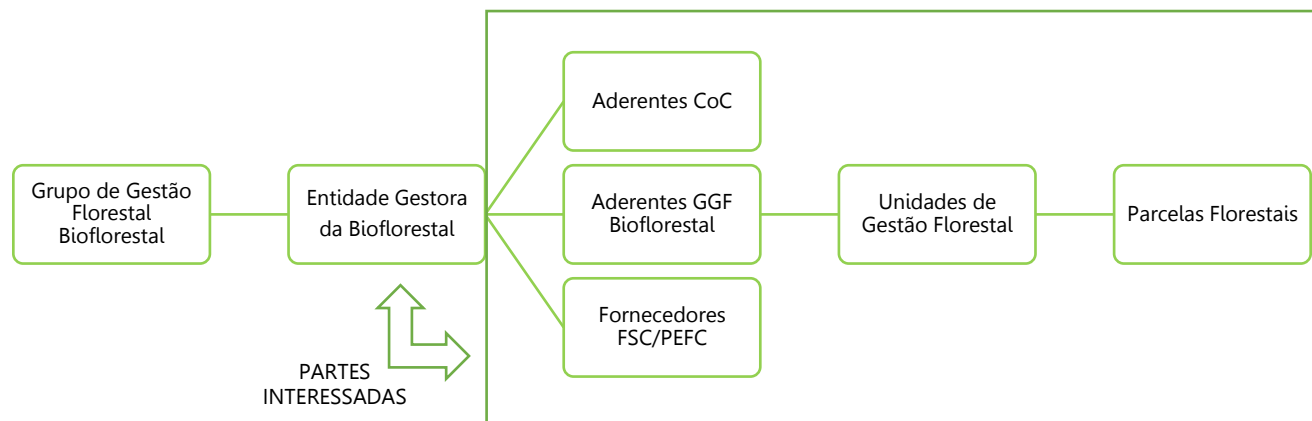 Grupo de Gestão
Florestal
Bioflorestal
Entidade Gestora
da Bioflorestal
Aderentes CoC
Aderentes GGF
Bioflorestal
Fornecedores
FSC/PEFC
Unidades de
Gestão Florestal
Parcelas Florestais
PARTES
INTERESSADAS